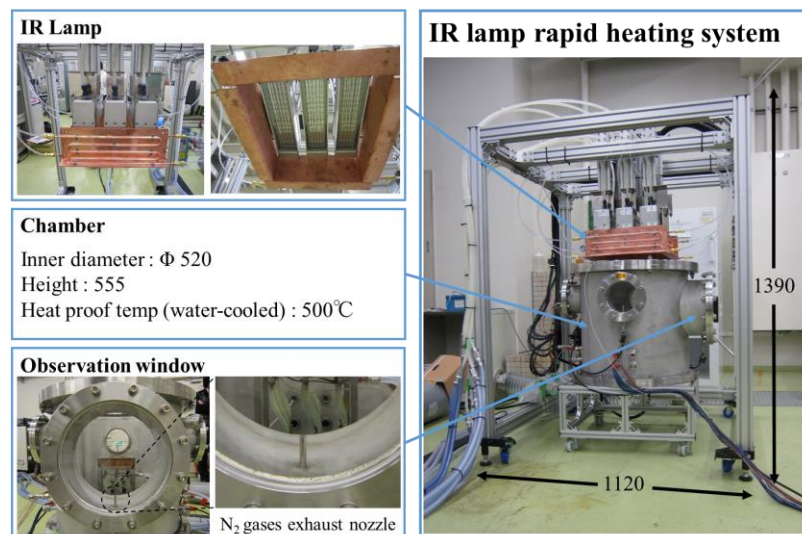 IR Lamp
Chamber
Inner diameter : Φ 520
Height : 555
Heat proof temp (water-cooled) : 500℃
Observation window
N₂ gases exhaust nozzle
IR lamp rapid heating system
1390
1120